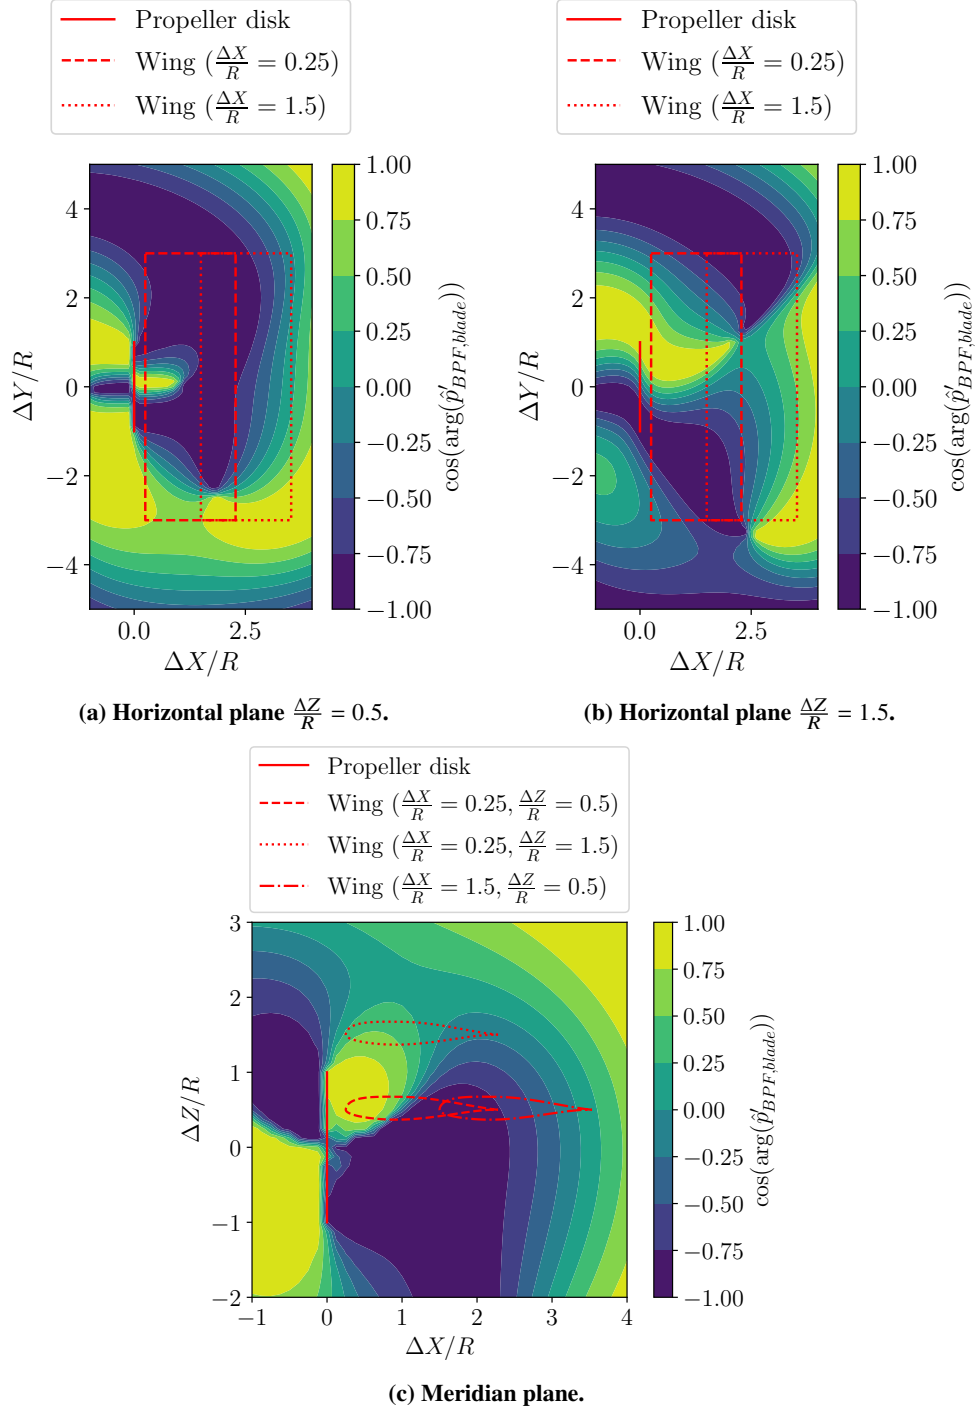 Propeller disk
Wing (ΔX/R = 0.25)
Wing (ΔX/R = 1.5)
Propeller disk
Wing (ΔX/R = 0.25)
Wing (ΔX/R = 1.5)
4
2
0
−2
−4
ΔY/R
0.0 2.5
ΔX/R
1.00
0.75
0.50
0.25
0.00
−0.25
−0.50
−0.75
−1.00
cos(arg(p̂′BPF,blade))
4
2
0
−2
−4
ΔY/R
0.0 2.5
ΔX/R
1.00
0.75
0.50
0.25
0.00
−0.25
−0.50
−0.75
−1.00
cos(arg(p̂′BPF,blade))
(a) Horizontal plane ΔZ/R = 0.5.
(b) Horizontal plane ΔZ/R = 1.5.
Propeller disk
Wing (ΔX/R = 0.25, ΔZ/R = 0.5)
Wing (ΔX/R = 0.25, ΔZ/R = 1.5)
Wing (ΔX/R = 1.5, ΔZ/R = 0.5)
3
2
1
0
−1
−2
ΔZ/R
−1 0 1 2 3 4
ΔX/R
1.00
0.75
0.50
0.25
0.00
−0.25
−0.50
−0.75
−1.00
cos(arg(p̂′BPF,blade))
(c) Meridian plane.